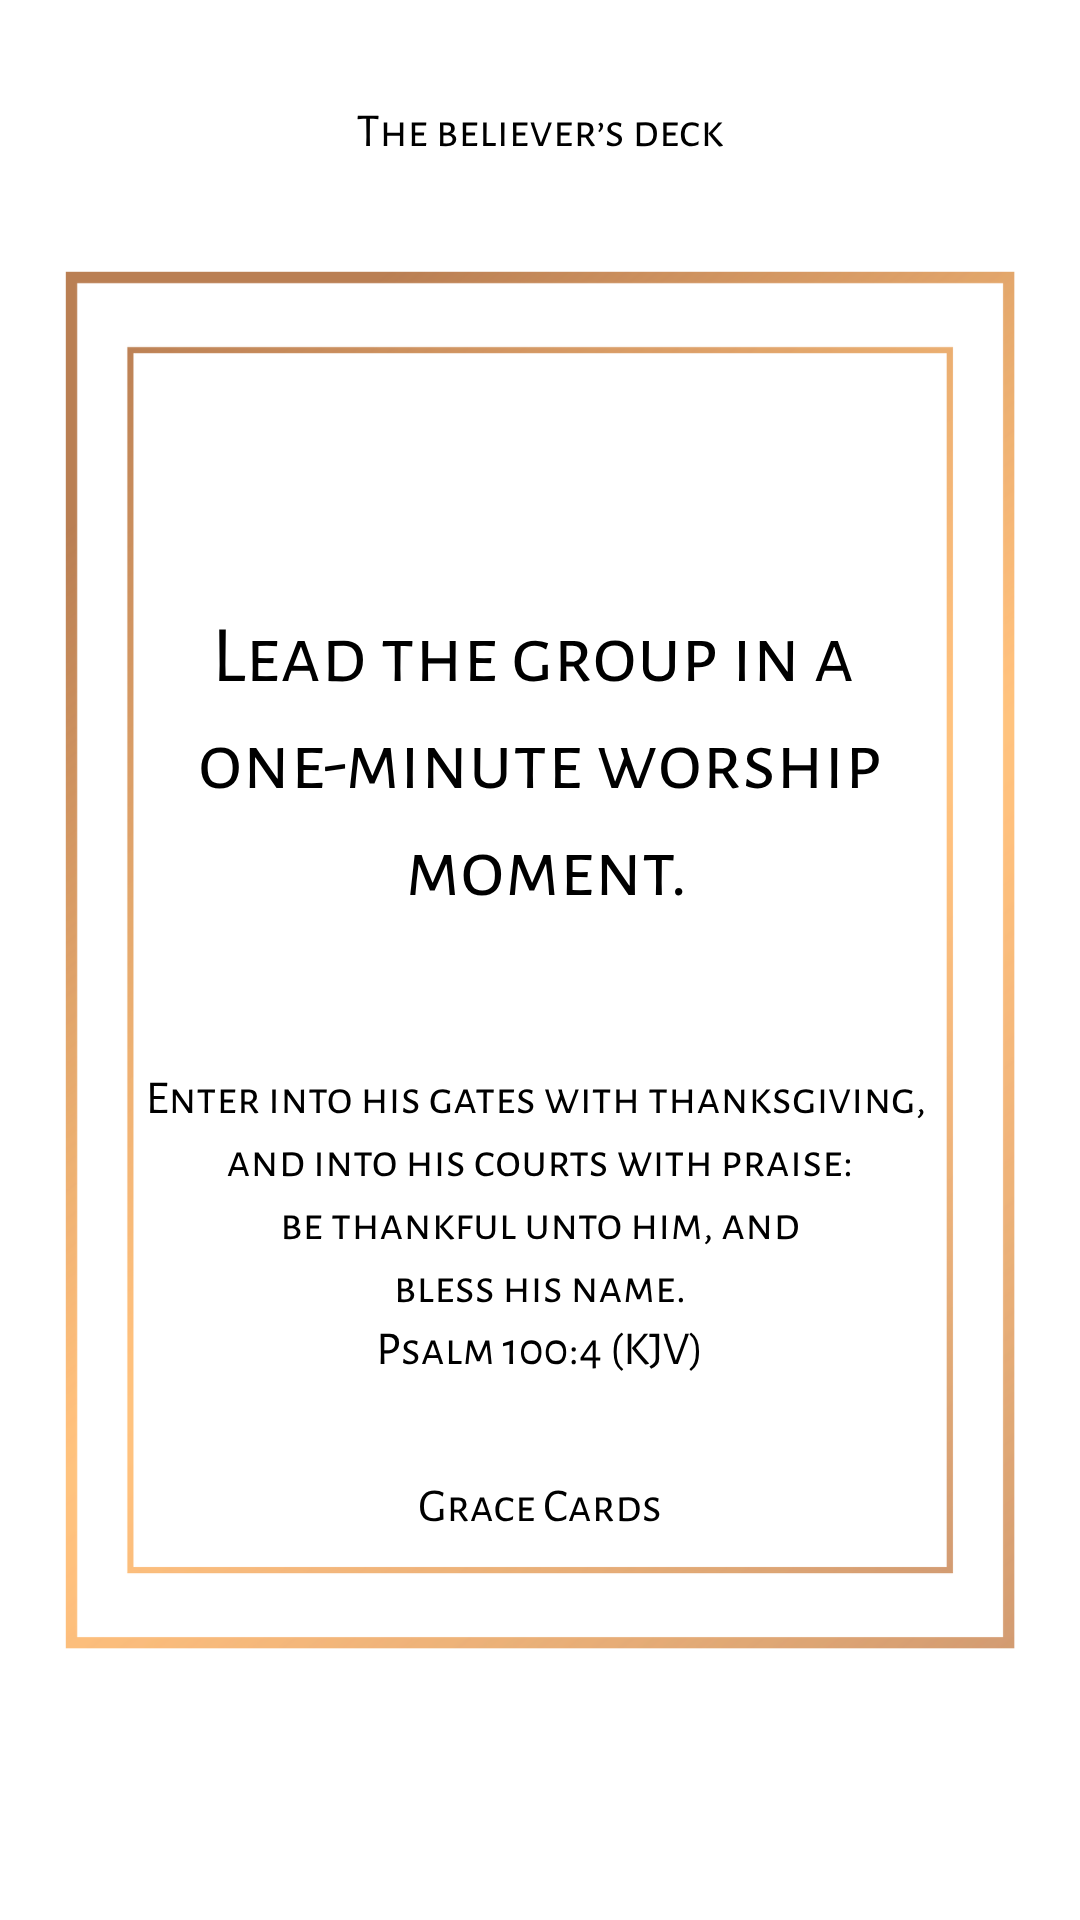 The believer’s deck
Lead the group in a
one-minute worship
moment.
Enter into his gates with thanksgiving,
and into his courts with praise:
be thankful unto him, and
bless his name.
Psalm 100:4 (KJV)
Grace Cards